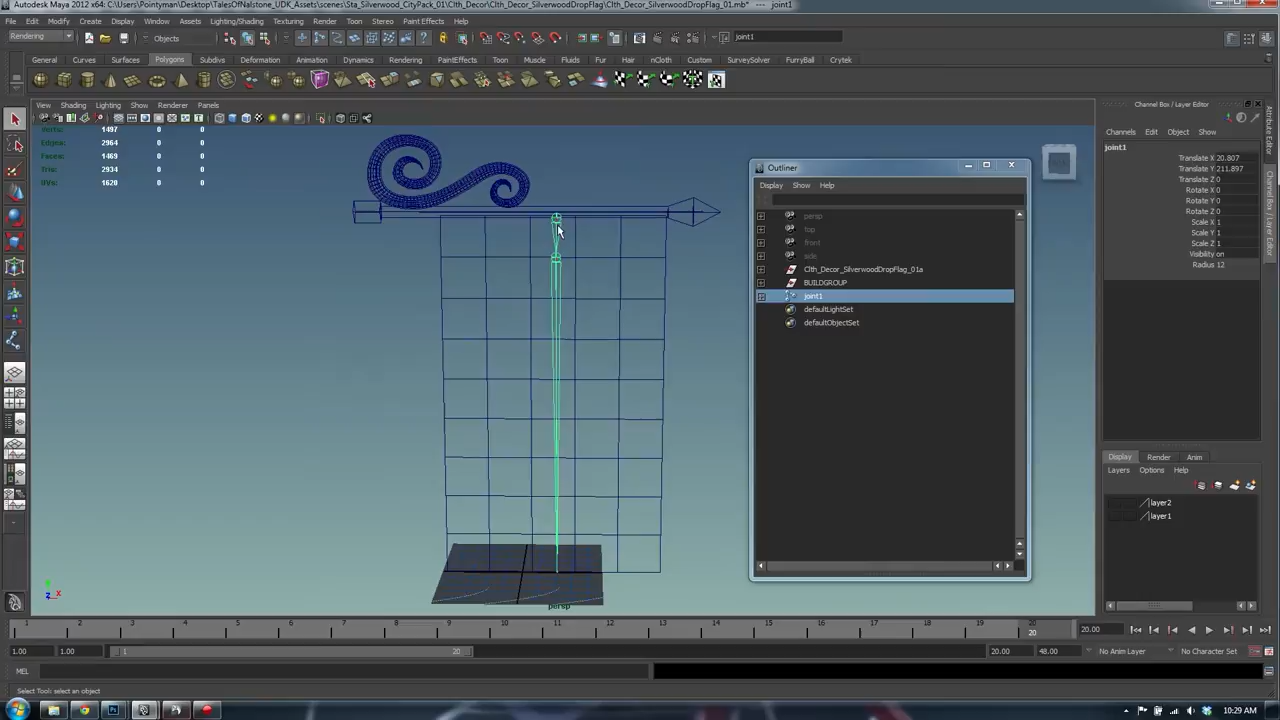 Autodesk Maya 2012 x64: C:\Users\Pointyman\Desktop\TalesOfNalstone_UDK_Assets\scenes\Sta_Silverwood_CityPack_01\Clth_Decor\Clth_Decor_SilverwoodDropFlag\Clth_Decor_SilverwoodDropFlag_01.mb* --- joint1
File Edit Modify Create Display Window Assets Lighting/Shading Texturing Render Toon Stereo Paint Effects Help
Rendering Objects joint1
General Curves Surfaces Polygons Subdivs Deformation Animation Dynamics Rendering PaintEffects Toon Muscle Fluids Fur Hair nCloth Custom SurveySolver FurryBall Crytek
View Shading Lighting Show Renderer Panels
Verts: 1497 0 0
Edges: 2964 0 0
Faces: 1469 0 0
Tris: 2934 0 0
UVs: 1620 0 0
persp
Outliner
Display Show Help
persp
top
front
side
Clth_Decor_SilverwoodDropFlag_01a
BUILDGROUP
joint1
defaultLightSet
defaultObjectSet
Channel Box / Layer Editor
Channels Edit Object Show
joint1
Translate X 20.807
Translate Y 211.897
Translate Z 0
Rotate X 0
Rotate Y 0
Rotate Z 0
Scale X 1
Scale Y 1
Scale Z 1
Visibility on
Radius 12
Attribute Editor
Channel Box / Layer Editor
Display Render Anim
Layers Options Help
layer2
layer1
1 2 3 4 5 6 7 8 9 10 11 12 13 14 15 16 17 18 19 20
20
20.00
1.00 1.00 1 20 20.00 48.00 No Anim Layer No Character Set
MEL
Select Tool: select an object
10:29 AM